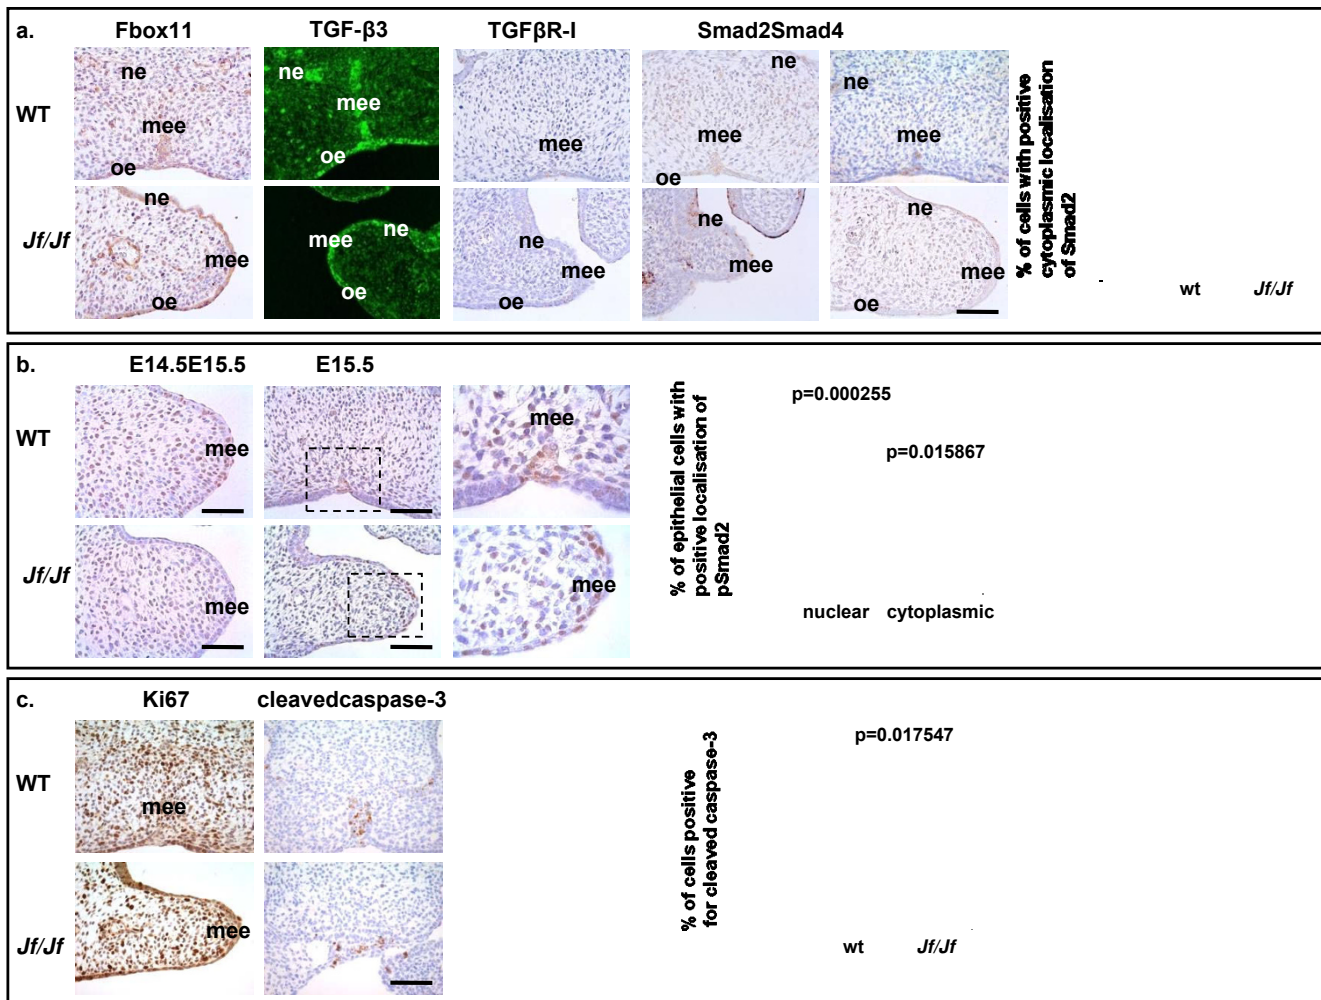 a.
Fbox11 TGF-β3 TGFβR-I Smad2Smad4
WT
ne
mee
oe
ne
mee
oe
mee
mee
oe
ne
ne
mee
Jf/Jf
ne
mee
oe
mee
ne
oe
ne
mee
oe
ne
mee
ne
mee
oe
% of cells with positive
cytoplasmic localisation
of Smad2
wt Jf/Jf
b.
E14.5E15.5 E15.5
WT
mee
mee
Jf/Jf
mee
mee
% of epithelial cells with
positive localisation of
pSmad2
p=0.000255
p=0.015867
nuclear cytoplasmic
c.
Ki67 cleavedcaspase-3
WT
mee
Jf/Jf
mee
% of cells positive
for cleaved caspase-3
p=0.017547
wt Jf/Jf